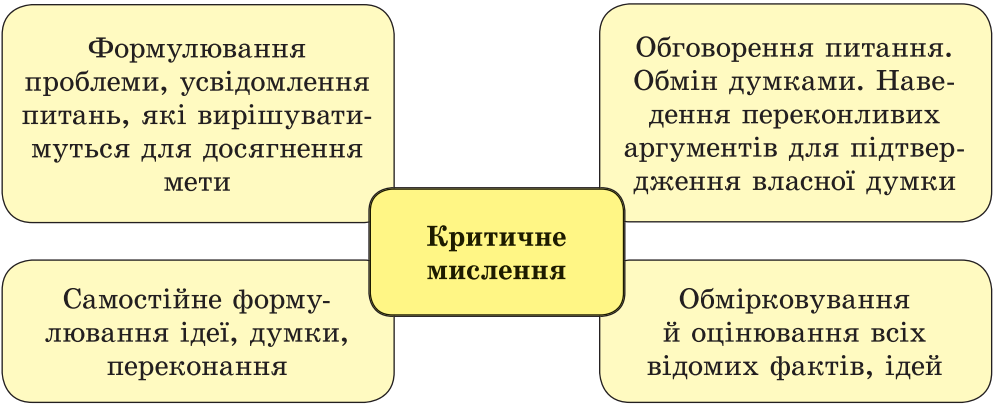 Формулювання
проблеми, усвідомлення
питань, які вирішувати-
муться для досягнення
мети
Обговорення питання.
Обмін думками. Наве-
дення переконливих
аргументів для підтвер-
дження власної думки
Критичне
мислення
Самостійне форму-
лювання ідеї, думки,
переконання
Обмірковування
й оцінювання всіх
відомих фактів, ідей